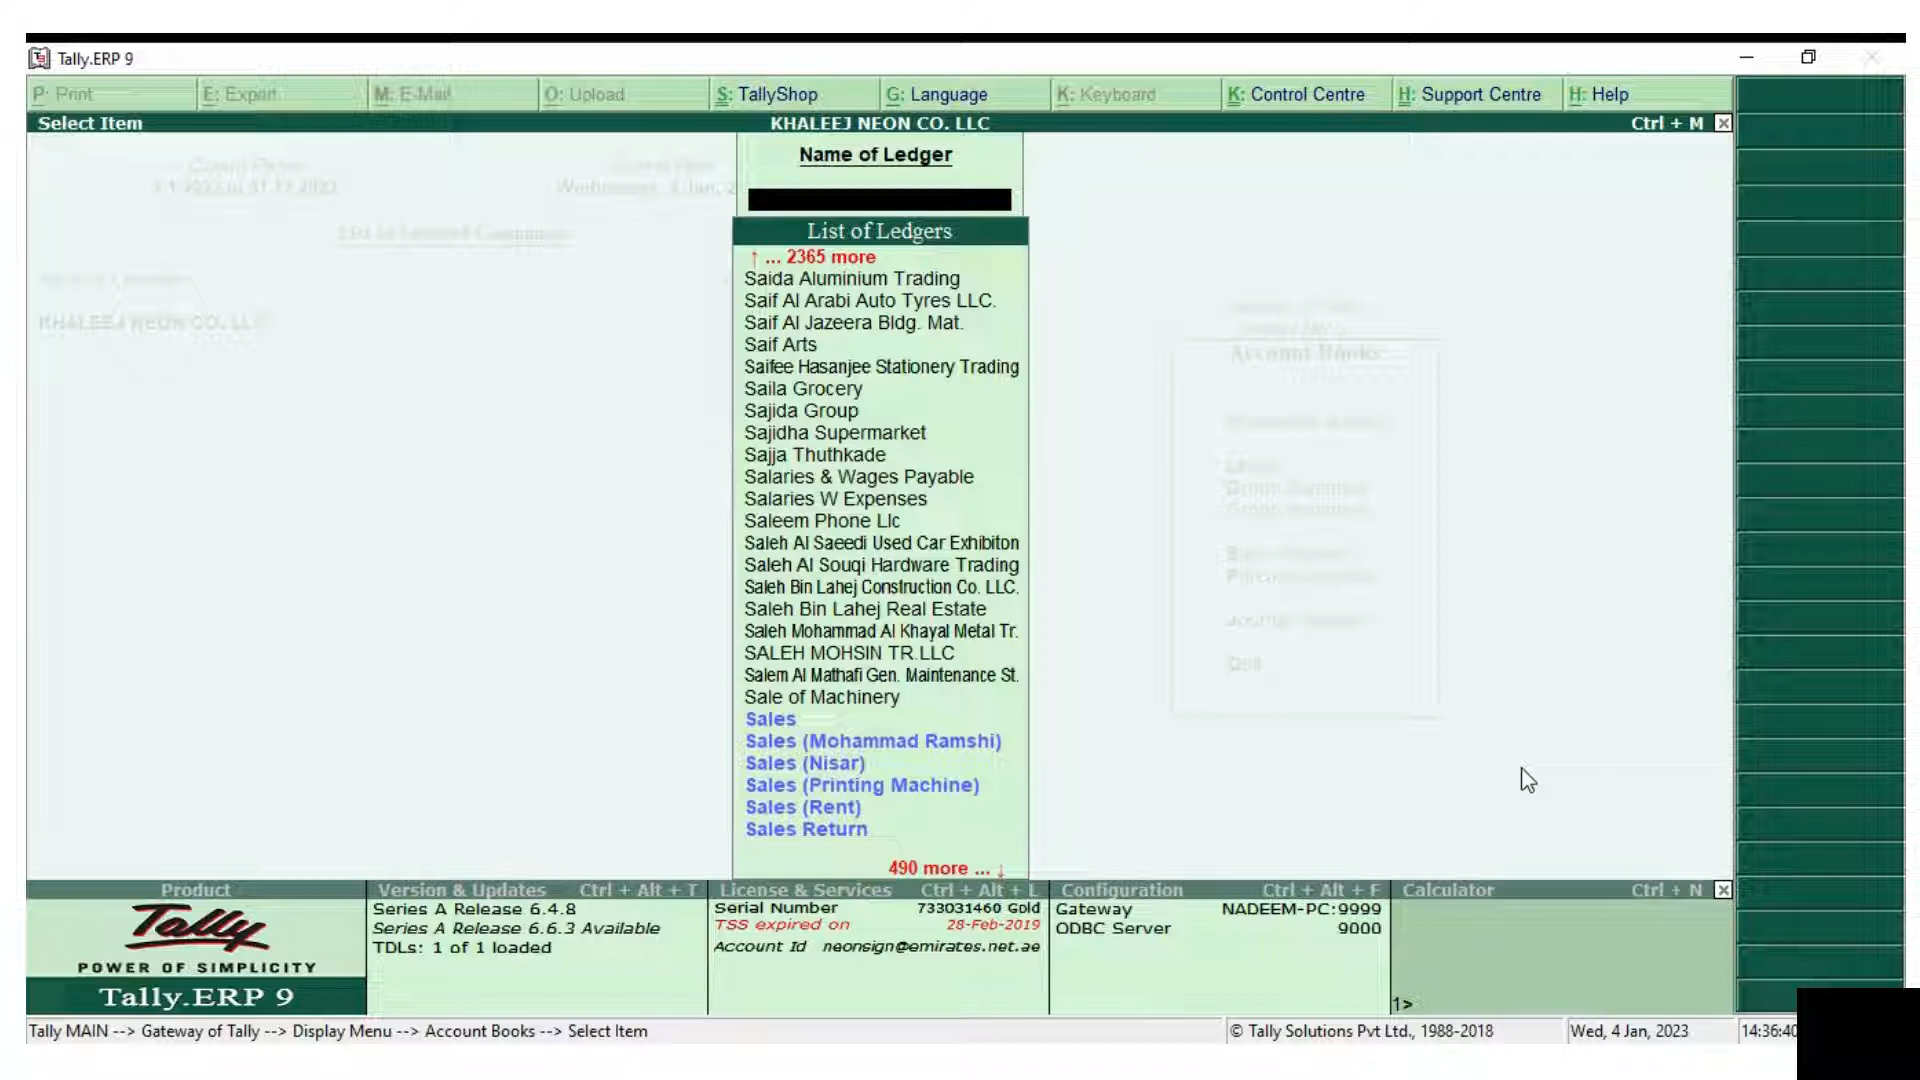 Tally.ERP 9
P: Print E: Export M: E-Mail O: Upload S: TallyShop G: Language K: Keyboard K: Control Centre H: Support Centre H: Help
Select Item KHALEEJ NEON CO. LLC Ctrl + M
Name of Ledger
List of Ledgers
↑ ... 2365 more
Saida Aluminium Trading
Saif Al Arabi Auto Tyres LLC.
Saif Al Jazeera Bldg. Mat.
Saif Arts
Saifee Hasanjee Stationery Trading
Saila Grocery
Sajida Group
Sajidha Supermarket
Sajja Thuthkade
Salaries & Wages Payable
Salaries W Expenses
Saleem Phone Llc
Saleh Al Saeedi Used Car Exhibiton
Saleh Al Souqi Hardware Trading
Saleh Bin Lahej Construction Co. LLC.
Saleh Bin Lahej Real Estate
Saleh Mohammad Al Khayal Metal Tr.
SALEH MOHSIN TR.LLC
Salem Al Mathafi Gen. Maintenance St.
Sale of Machinery
Sales
Sales (Mohammad Ramshi)
Sales (Nisar)
Sales (Printing Machine)
Sales (Rent)
Sales Return
490 more ... ↓
KHALEEJ NEON CO. LLC
Account Books
Quit
Product
Tally
POWER OF SIMPLICITY
Tally.ERP 9
Version & Updates Ctrl + Alt + T
Series A Release 6.4.8
Series A Release 6.6.3 Available
TDLs: 1 of 1 loaded
License & Services Ctrl + Alt + L
Serial Number 733031460 Gold
TSS expired on 28-Feb-2019
Account Id neonsign@emirates.net.ae
Configuration Ctrl + Alt + F
Gateway NADEEM-PC:9999
ODBC Server 9000
Calculator Ctrl + N
1>
Tally MAIN --> Gateway of Tally --> Display Menu --> Account Books --> Select Item © Tally Solutions Pvt Ltd., 1988-2018 Wed, 4 Jan, 2023 14:36:40